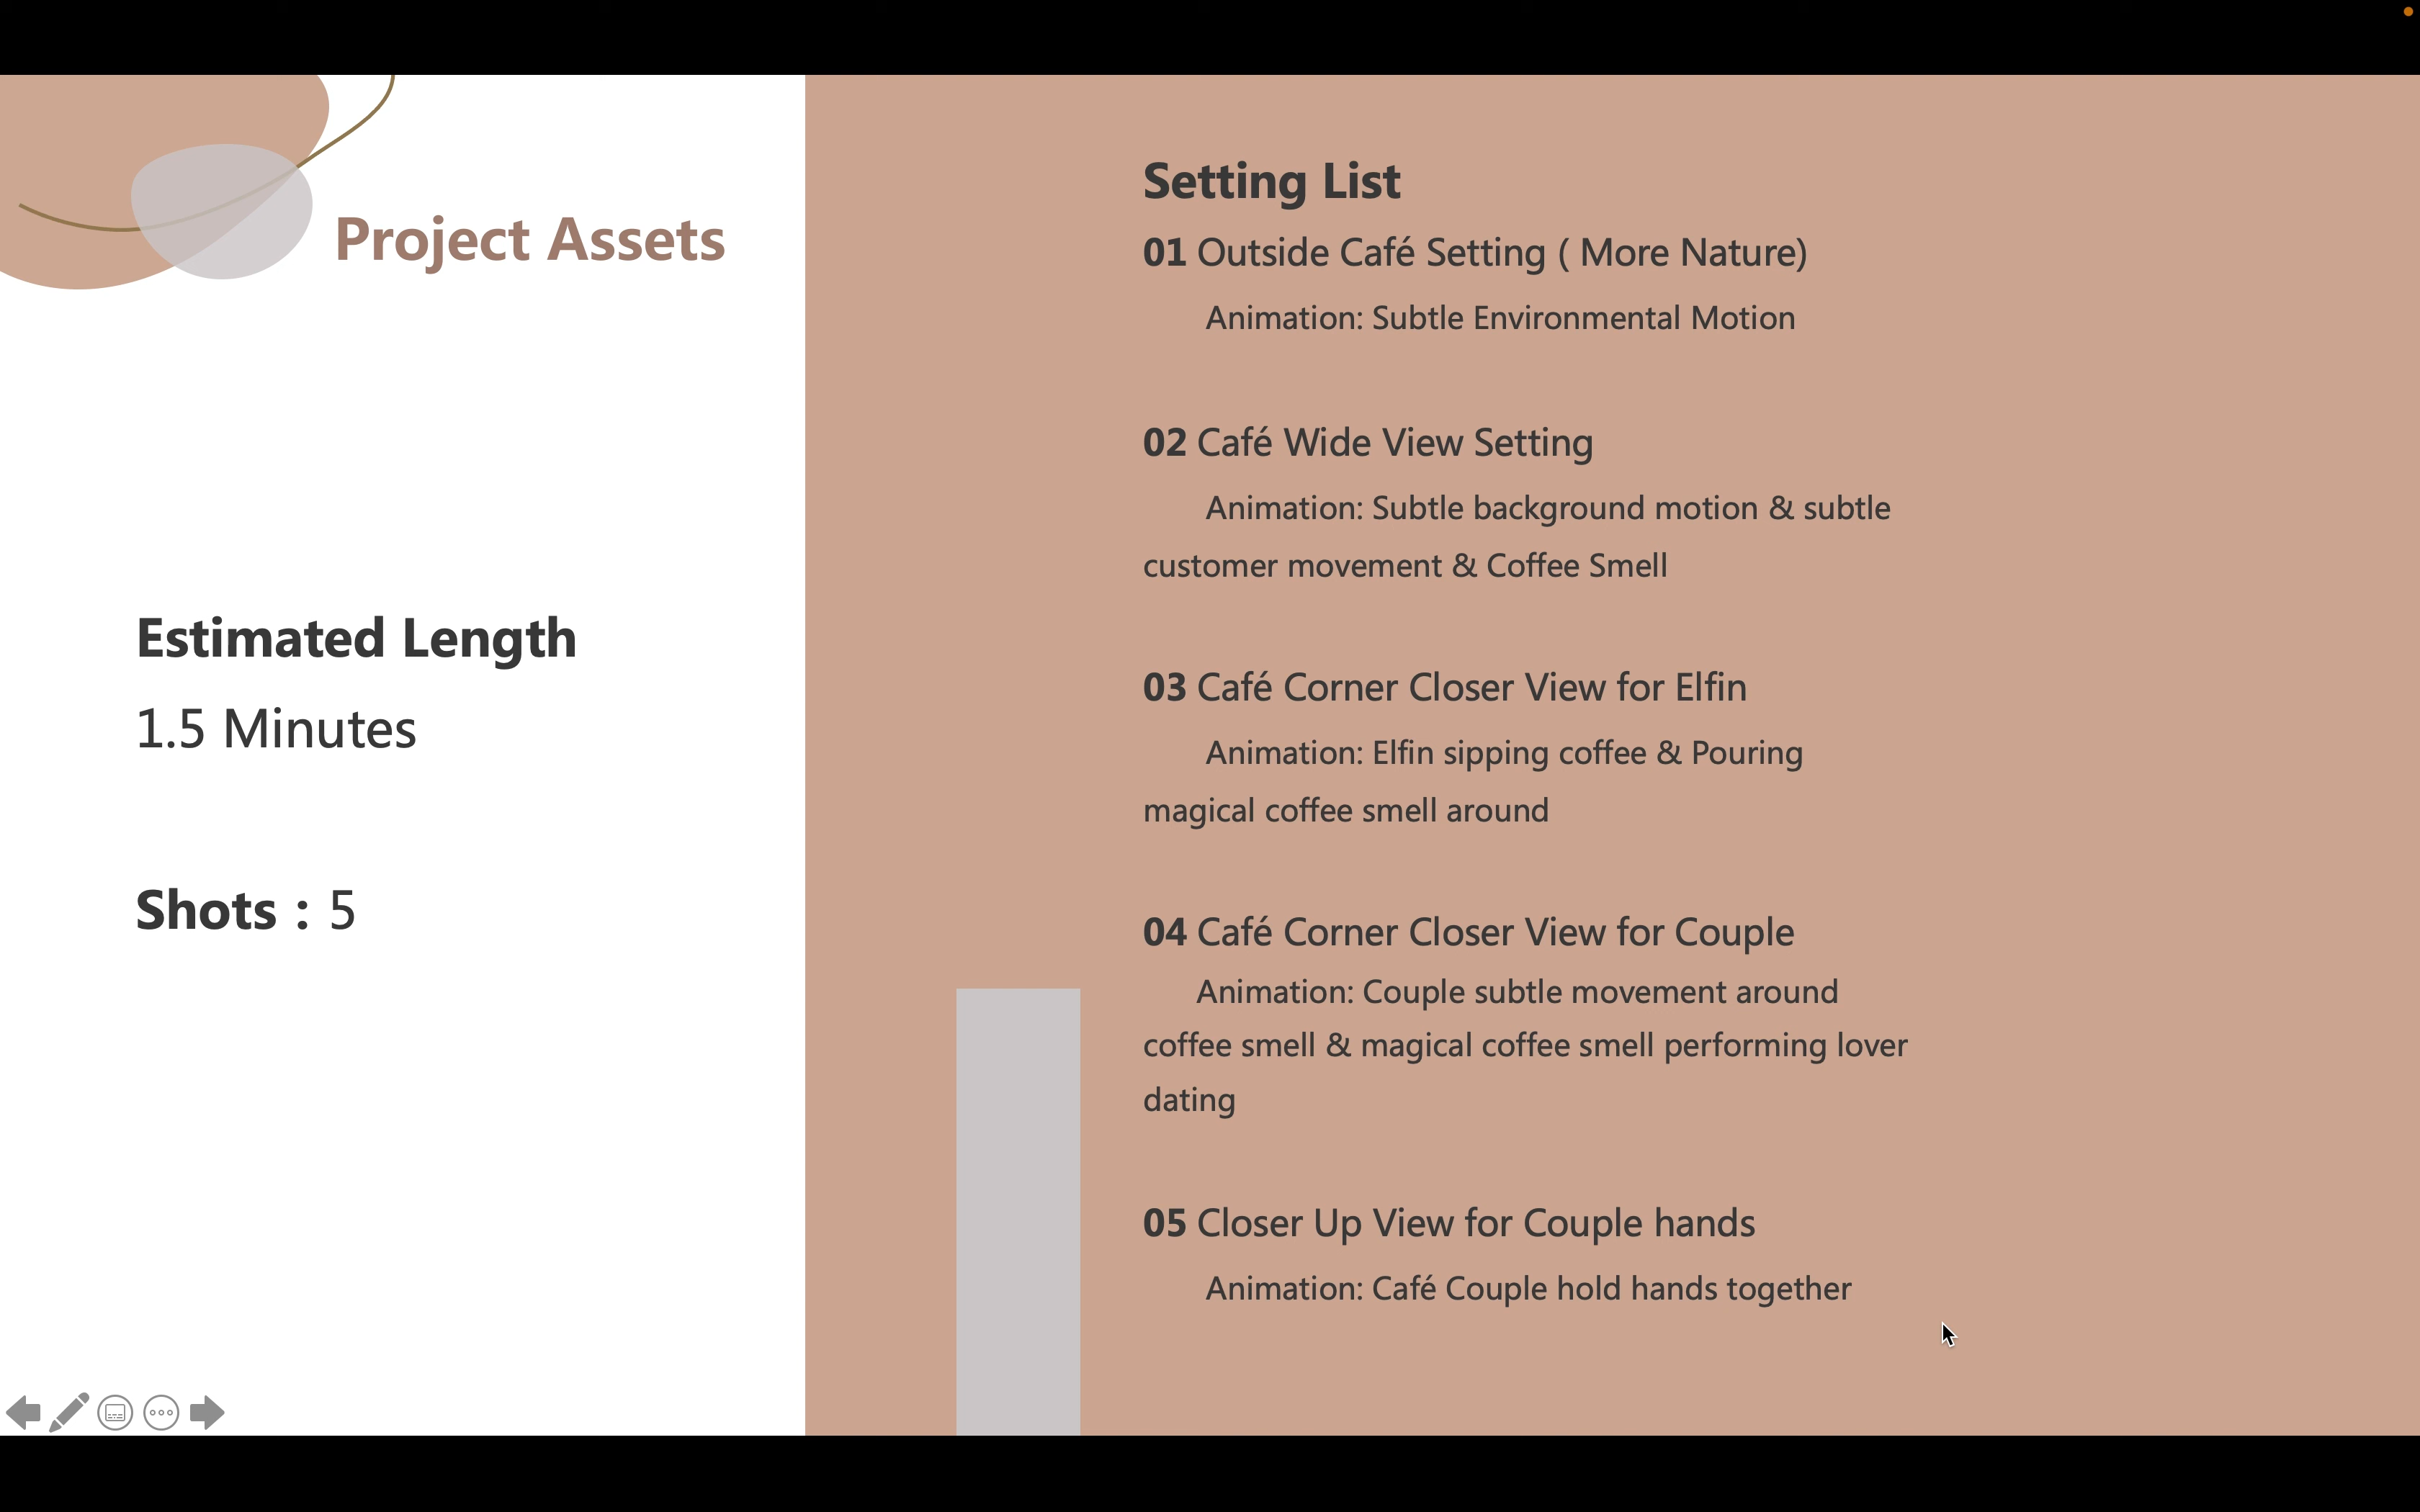 Project Assets
Estimated Length
1.5 Minutes
Shots : 5
Setting List
01 Outside Café Setting ( More Nature)
Animation: Subtle Environmental Motion
02 Café Wide View Setting
Animation: Subtle background motion & subtle
customer movement & Coffee Smell
03 Café Corner Closer View for Elfin
Animation: Elfin sipping coffee & Pouring
magical coffee smell around
04 Café Corner Closer View for Couple
Animation: Couple subtle movement around
coffee smell & magical coffee smell performing lover
dating
05 Closer Up View for Couple hands
Animation: Café Couple hold hands together